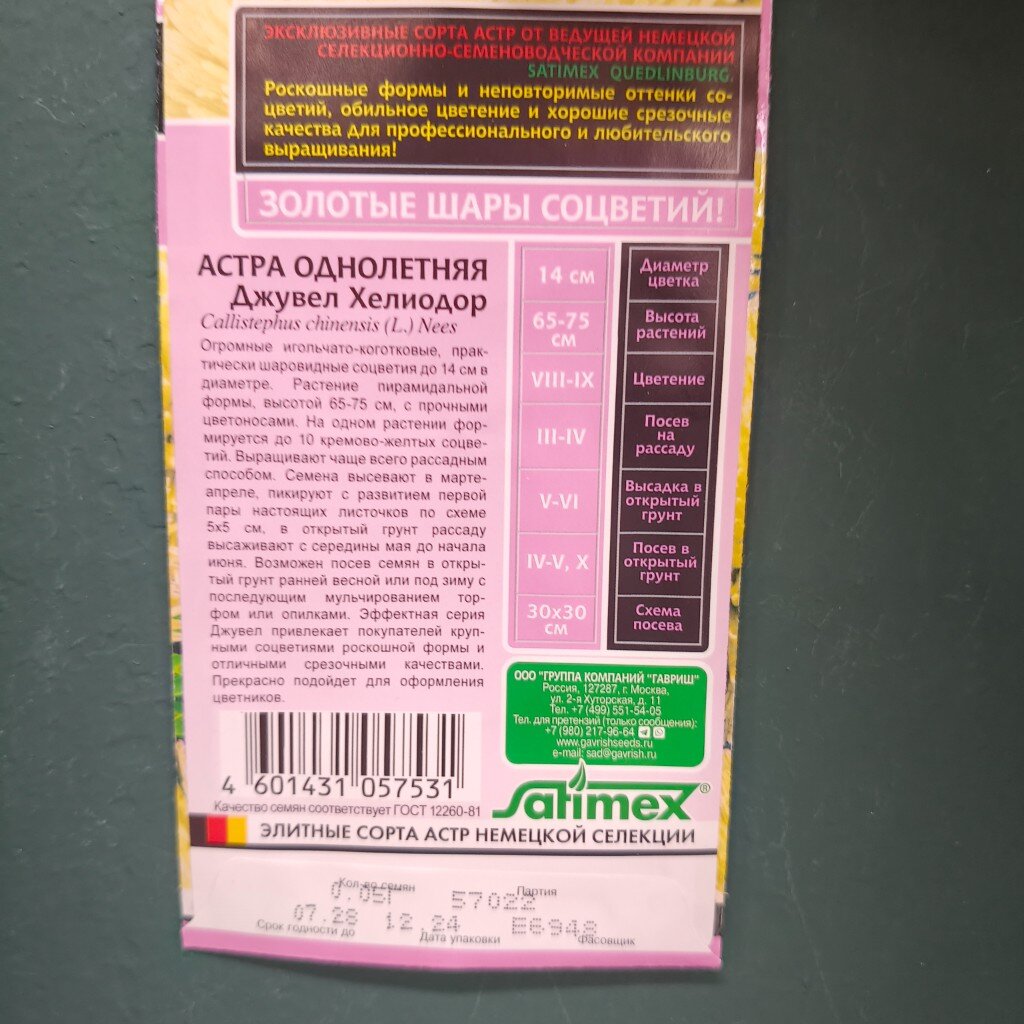 ЭКСКЛЮЗИВНЫЕ СОРТА АСТР ОТ ВЕДУЩЕЙ НЕМЕЦКОЙ
СЕЛЕКЦИОННО-СЕМЕНОВОДЧЕСКОЙ КОМПАНИИ
SATIMEX QUEDLINBURG.
Роскошные формы и неповторимые оттенки со-
цветий, обильное цветение и хорошие срезочные
качества для профессионального и любительского
выращивания!
ЗОЛОТЫЕ ШАРЫ СОЦВЕТИЙ!
АСТРА ОДНОЛЕТНЯЯ
Джувел Хелиодор
Callistephus chinensis (L.) Nees
Огромные игольчато-коготковые, прак-
тически шаровидные соцветия до 14 см в
диаметре. Растение пирамидальной
формы, высотой 65-75 см, с прочными
цветоносами. На одном растении фор-
мируется до 10 кремово-желтых соцве-
тий. Выращивают чаще всего рассадным
способом. Семена высевают в марте-
апреле, пикируют с развитием первой
пары настоящих листочков по схеме
5х5 см, в открытый грунт рассаду
высаживают с середины мая до начала
июня. Возможен посев семян в откры-
тый грунт ранней весной или под зиму с
последующим мульчированием тор-
фом или опилками. Эффектная серия
Джувел привлекает покупателей круп-
ными соцветиями роскошной формы и
отличными срезочными качествами.
Прекрасно подойдет для оформления
цветников.
14 см
Диаметр
цветка
65-75
см
Высота
растений
VIII-IX
Цветение
III-IV
Посев
на
рассаду
V-VI
Высадка в
открытый
грунт
IV-V, X
Посев в
открытый
грунт
30х30
см
Схема
посева
ООО "ГРУППА КОМПАНИЙ "ГАВРИШ"
Россия, 127287, г. Москва,
ул. 2-я Хуторская, д. 11
Тел. +7 (499) 551-54-05
Тел. для претензий (только сообщения):
+7 (980) 217-96-64
www.gavrishseeds.ru
e-mail: sad@gavrish.ru
4 601431 057531
Качество семян соответствует ГОСТ 12260-81
Satimex®
ЭЛИТНЫЕ СОРТА АСТР НЕМЕЦКОЙ СЕЛЕКЦИИ
Кол-во семян
0.05Г
57022
Партия
07.28
12.24
E6948
Срок годности до
Дата упаковки
Фасовщик